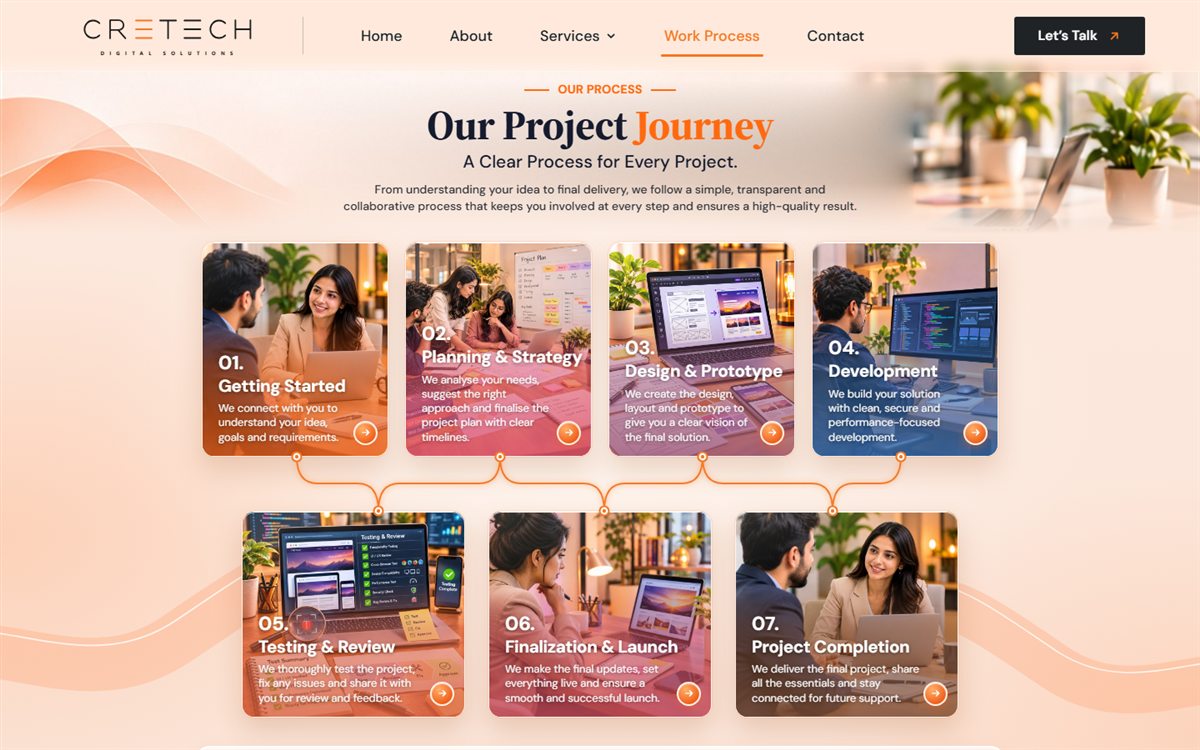 CRETECH
DIGITAL SOLUTIONS
Home
About
Services
Work Process
Contact
Let's Talk
OUR PROCESS
Our Project Journey
A Clear Process for Every Project.
From understanding your idea to final delivery, we follow a simple, transparent and
collaborative process that keeps you involved at every step and ensures a high-quality result.
01.
Getting Started
We connect with you to
understand your idea,
goals and requirements.
Project Plan
02.
Planning & Strategy
We analyse your needs,
suggest the right
approach and finalise the
project plan with clear
timelines.
03.
Design & Prototype
We create the design,
layout and prototype to
give you a clear vision of
the final solution.
04.
Development
We build your solution
with clean, secure and
performance-focused
development.
Testing & Review
Testing
Complete
05.
Testing & Review
We thoroughly test the project,
fix any issues and share it with
you for review and feedback.
06.
Finalization & Launch
We make the final updates, set
everything live and ensure a
smooth and successful launch.
07.
Project Completion
We deliver the final project, share
all the essentials and stay
connected for future support.